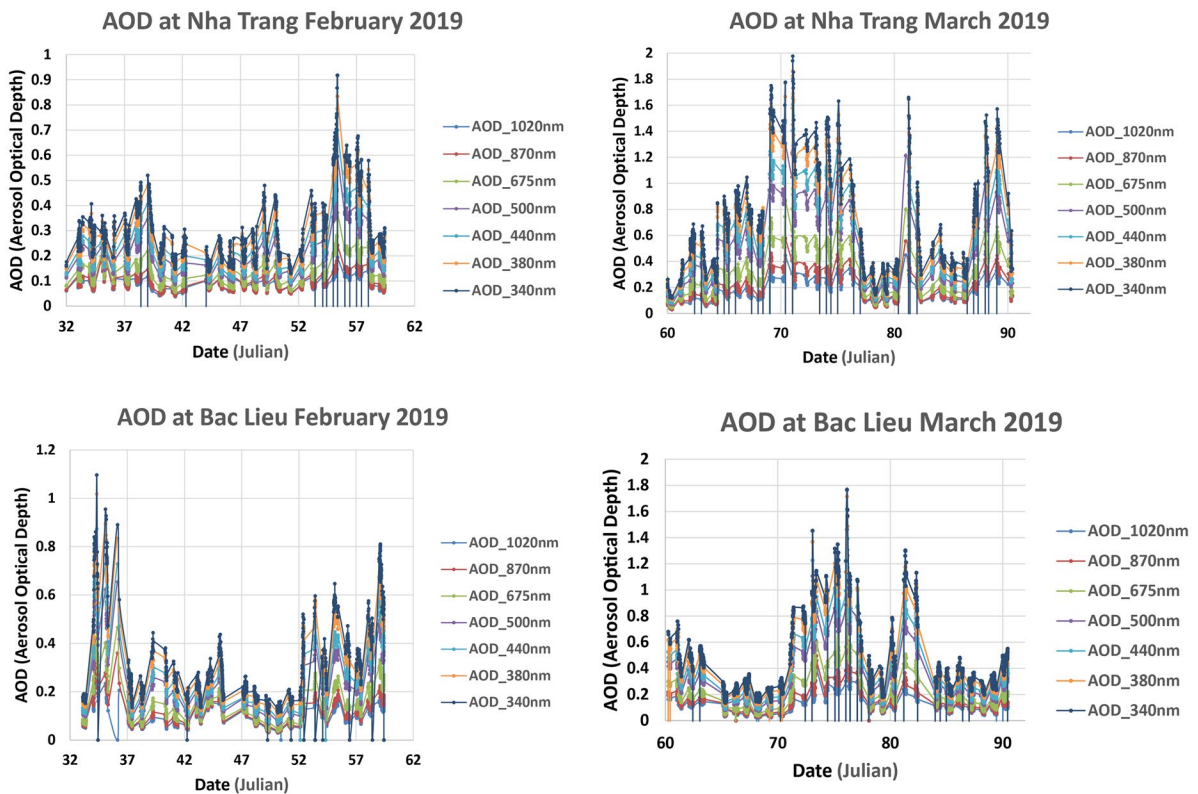 AOD at Nha Trang February 2019
AOD (Aerosol Optical Depth)
1
0.9
0.8
0.7
0.6
0.5
0.4
0.3
0.2
0.1
0
32 37 42 47 52 57 62
Date (Julian)
AOD_1020nm
AOD_870nm
AOD_675nm
AOD_500nm
AOD_440nm
AOD_380nm
AOD_340nm
AOD at Nha Trang March 2019
AOD (Aerosol Optical Depth)
2
1.8
1.6
1.4
1.2
1
0.8
0.6
0.4
0.2
0
60 70 80 90
Date (Julian)
AOD_1020nm
AOD_870nm
AOD_675nm
AOD_500nm
AOD_440nm
AOD_380nm
AOD_340nm
AOD at Bac Lieu February 2019
AOD (Aerosol Optical Depth)
1.2
1
0.8
0.6
0.4
0.2
0
32 37 42 47 52 57 62
Date (Julian)
AOD_1020nm
AOD_870nm
AOD_675nm
AOD_500nm
AOD_440nm
AOD_380nm
AOD_340nm
AOD at Bac Lieu March 2019
AOD (Aerosol Optical Depth)
2
1.8
1.6
1.4
1.2
1
0.8
0.6
0.4
0.2
0
60 70 80 90
Date (Julian)
AOD_1020nm
AOD_870nm
AOD_675nm
AOD_500nm
AOD_440nm
AOD_380nm
AOD_340nm